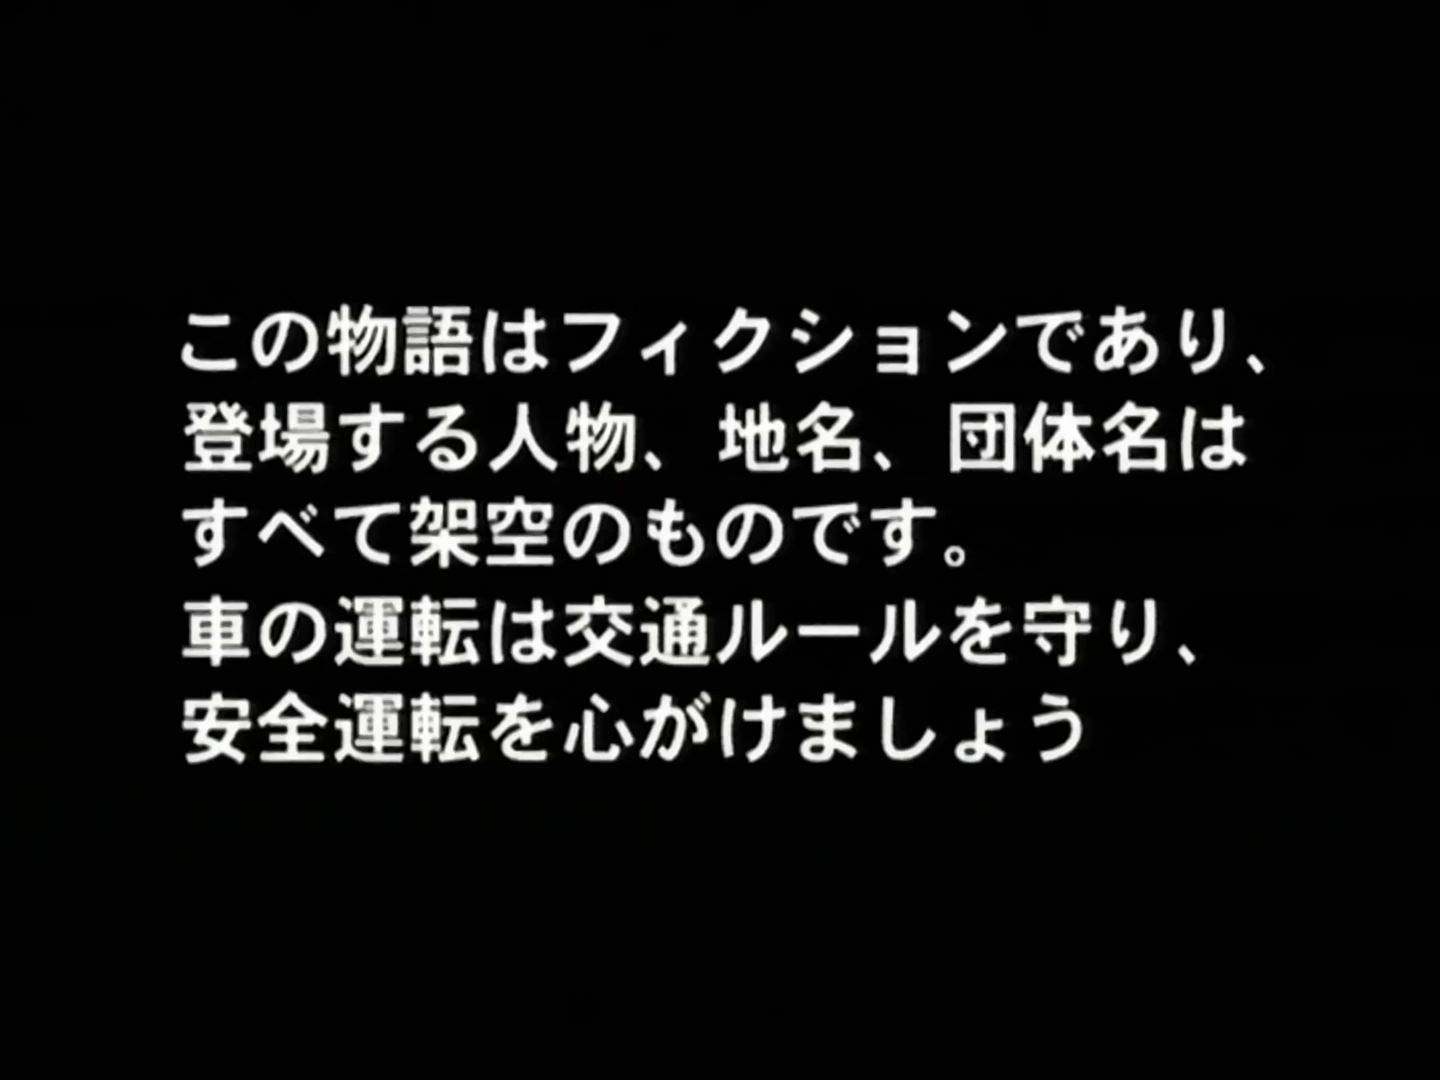 この物語はフィクションであり、
登場する人物、地名、団体名は
すべて架空のものです。
車の運転は交通ルールを守り、
安全運転を心がけましょう